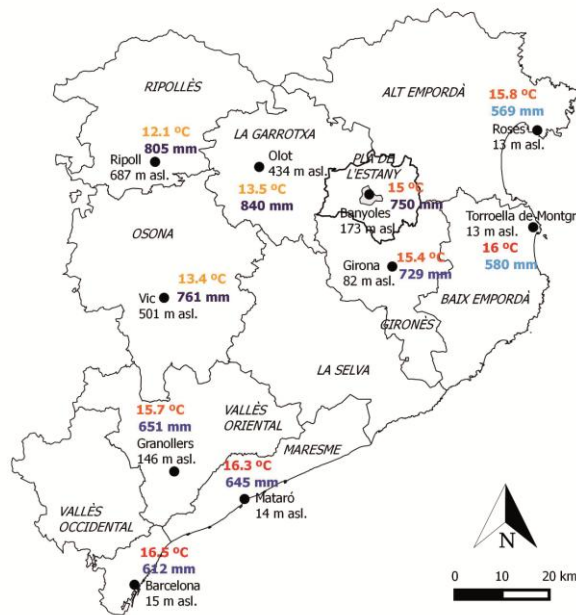 RIPOLLÈS
ALT EMPORDÀ
15.8 ºC
569 mm
Roses
13 m asl.
12.1 ºC
805 mm
Ripoll
687 m asl.
LA GARROTXA
Olot
434 m asl.
13.5 ºC
840 mm
PLA DE
L'ESTANY
15 ºC
750 mm
Banyoles
173 m asl.
Torroella de Montgr
13 m asl.
16 ºC
580 mm
OSONA
13.4 ºC
761 mm
Vic
501 m asl.
15.4 ºC
729 mm
Girona
82 m asl.
BAIX EMPORDÀ
GIRONÈS
LA SELVA
15.7 ºC
651 mm
Granollers
146 m asl.
VALLÈS
ORIENTAL
MARESME
16.3 ºC
645 mm
Mataró
14 m asl.
VALLÈS
OCCIDENTAL
16.5 ºC
612 mm
Barcelona
15 m asl.
N
0 10 20 km